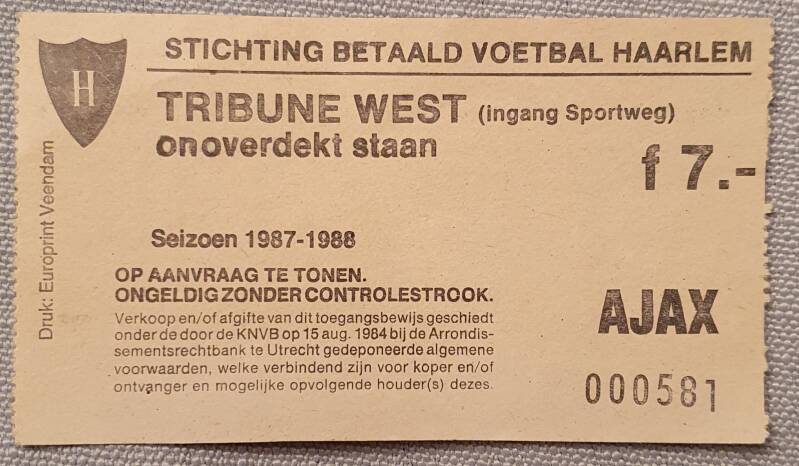 H
STICHTING BETAALD VOETBAL HAARLEM
TRIBUNE WEST (ingang Sportweg)
onoverdekt staan
f 7.-
Seizoen 1987-1988
OP AANVRAAG TE TONEN.
ONGELDIG ZONDER CONTROLESTROOK.
Verkoop en/of afgifte van dit toegangsbewijs geschiedt
onder de door de KNVB op 15 aug. 1984 bij de Arrondis-
sementsrechtbank te Utrecht gedeponeerde algemene
voorwaarden, welke verbindend zijn voor koper en/of
ontvanger en mogelijke opvolgende houder(s) dezes.
AJAX
000581
Druk: Europrint Veendam